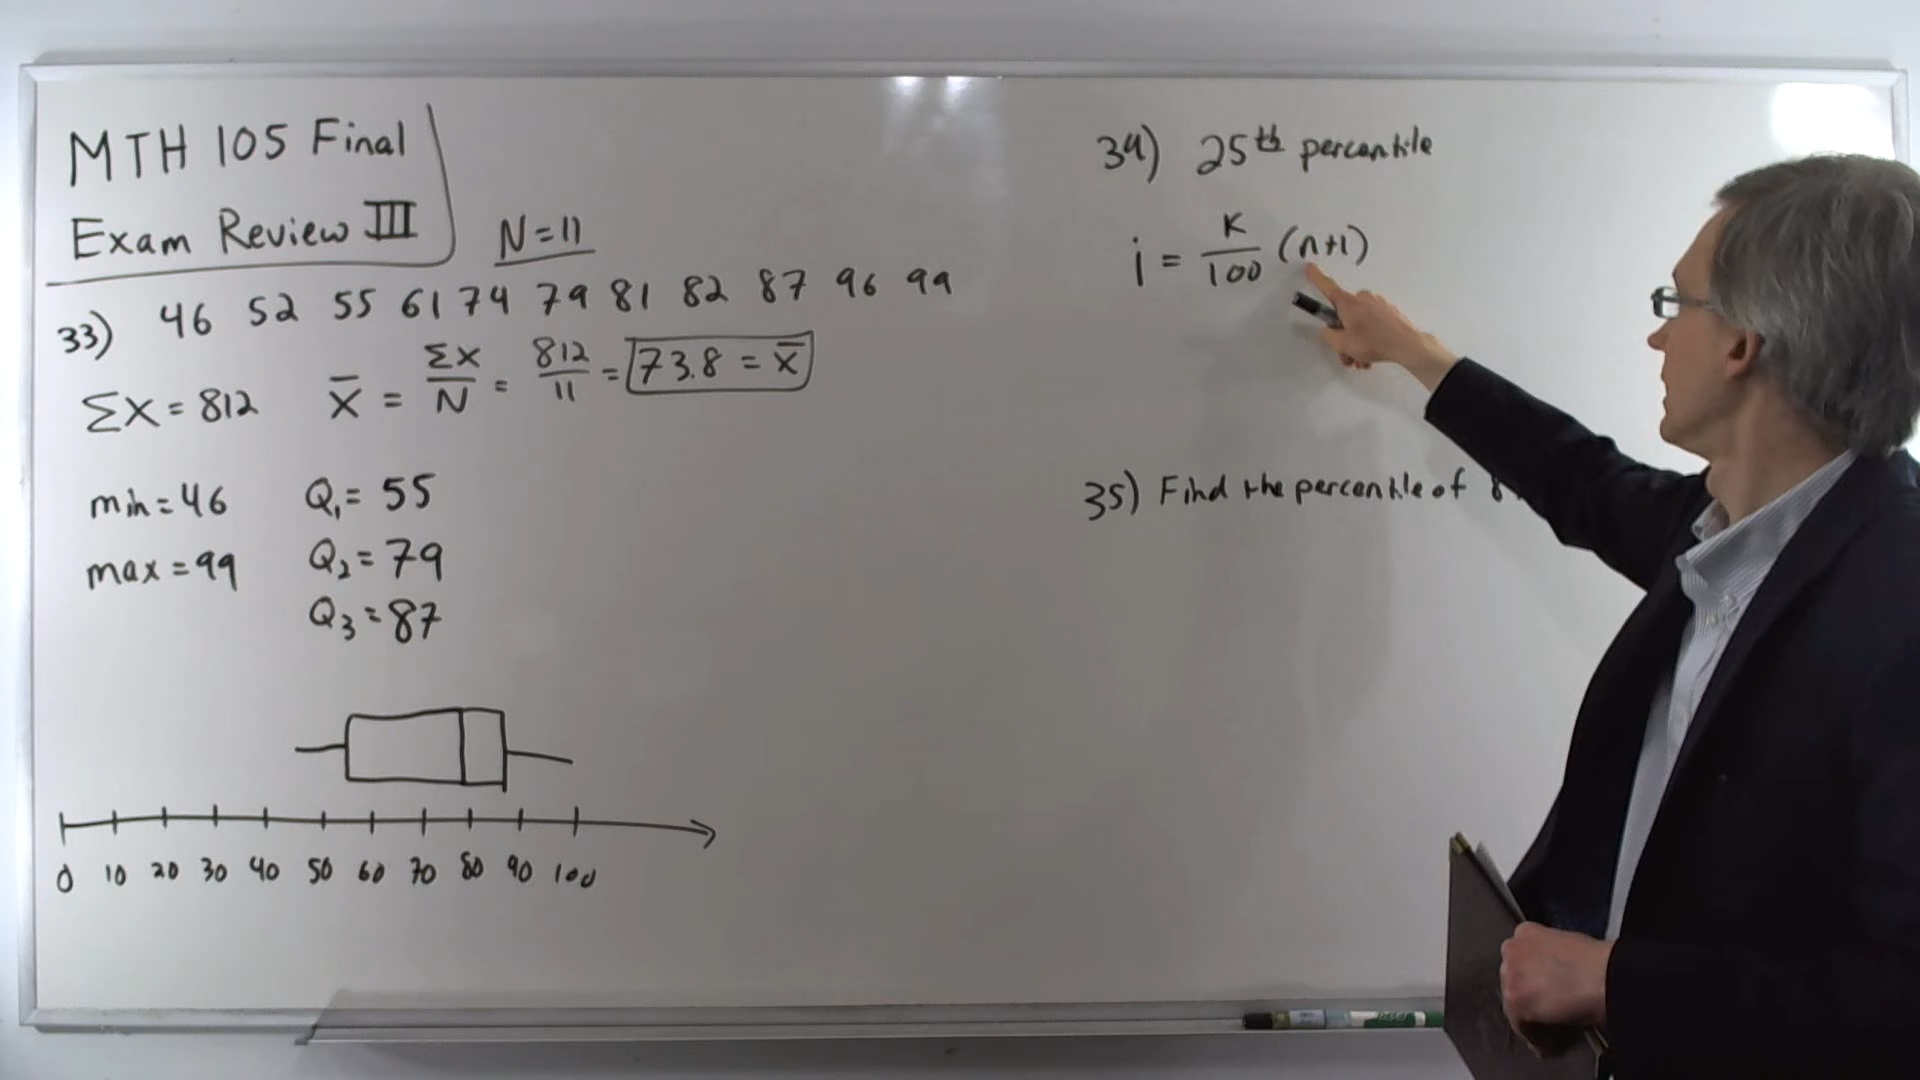 MTH 105 Final
Exam Review III
N=11
33) 46 52 55 61 74 79 81 82 87 96 99
Σx = 812 x̄ = Σx/N = 812/11 = 73.8 = x̄
min = 46 Q₁ = 55
max = 99 Q₂ = 79
Q₃ = 87
0 10 20 30 40 50 60 70 80 90 100
34) 25th percentile
i = K/100 (n+1)
35) Find the percentile of